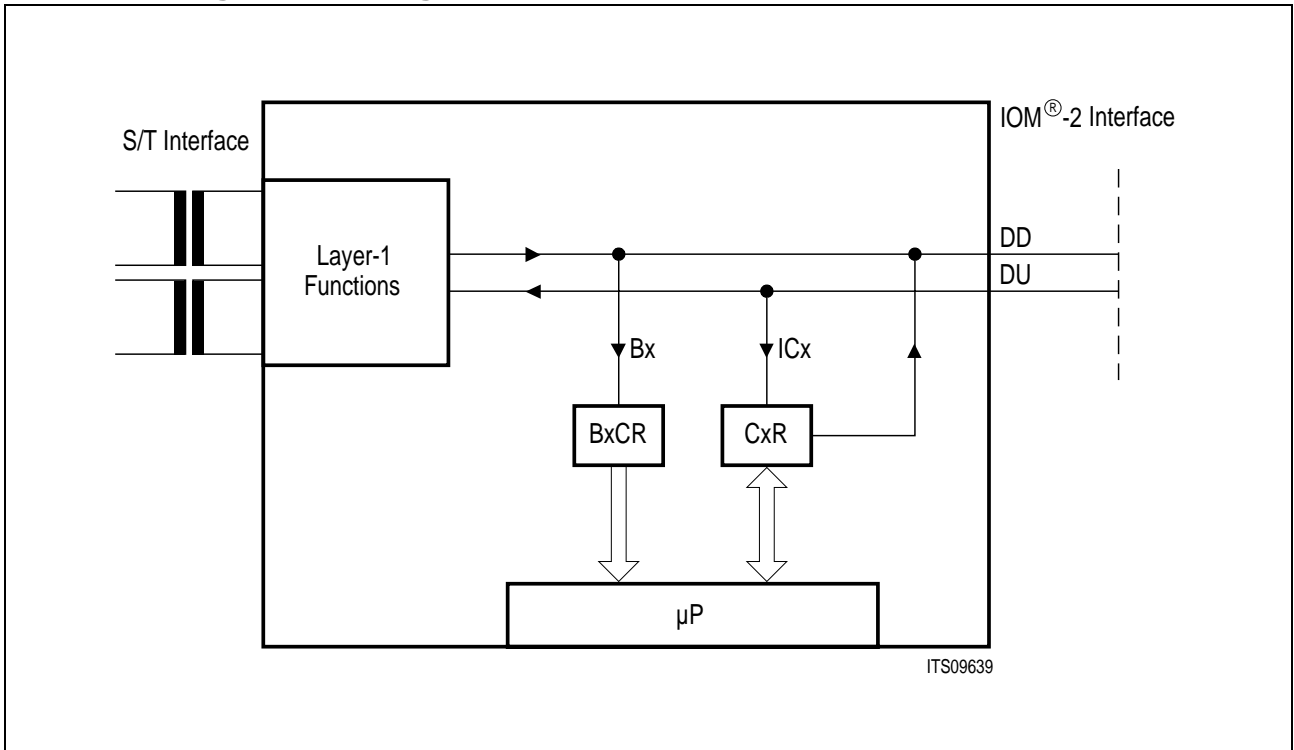 S/T Interface
IOM®-2 Interface
Layer-1
Functions
DD
DU
Bx
ICx
BxCR
CxR
µP
ITS09639